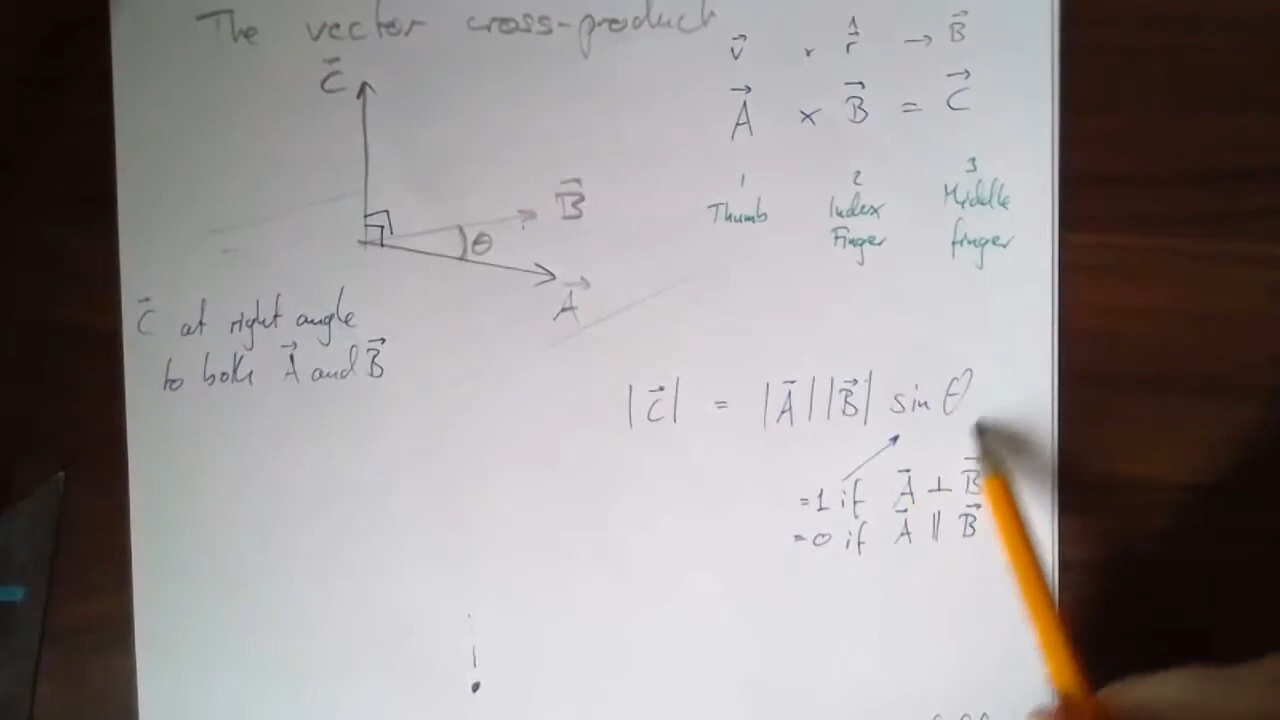 The vector cross-product
v⃗ × r̂ → B⃗
A⃗ × B⃗ = C⃗
1 2 3
Thumb Index Finger Middle finger
C⃗
B⃗
θ
A⃗
C⃗ at right angle
to both A⃗ and B⃗
|C⃗| = |A⃗||B⃗| sin θ
=1 if A⃗ ⊥ B⃗
=0 if A⃗ ∥ B⃗